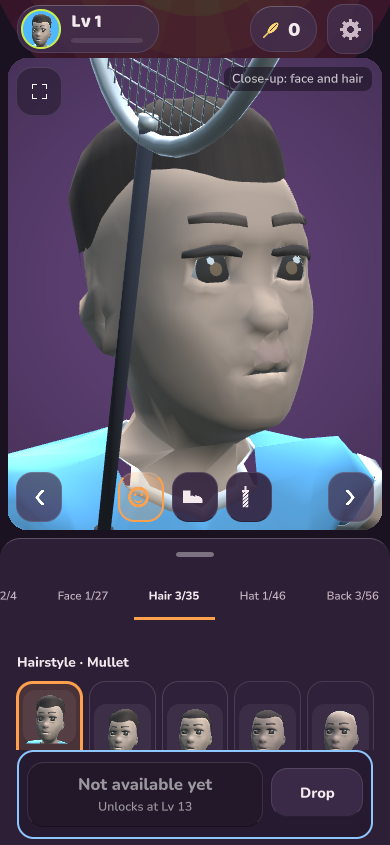 Lv 1
0
Close-up: face and hair
2/4
Face 1/27
Hair 3/35
Hat 1/46
Back 3/56
Hairstyle · Mullet
Not available yet
Unlocks at Lv 13
Drop